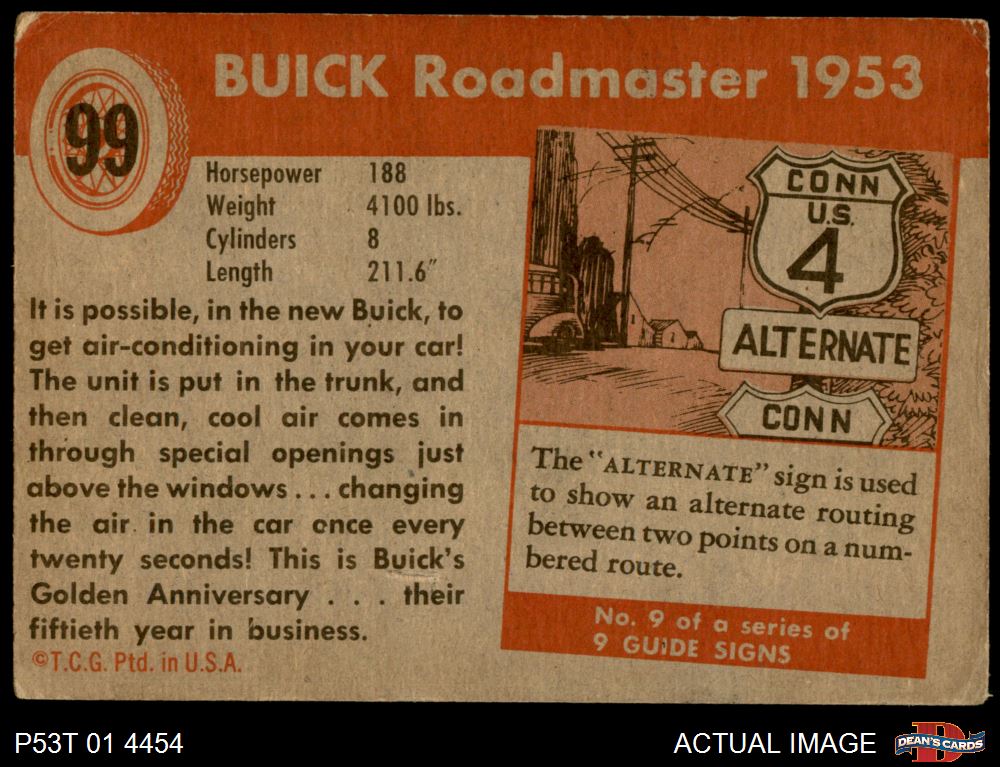 99
BUICK Roadmaster 1953
Horsepower 188
Weight 4100 lbs.
Cylinders 8
Length 211.6"
It is possible, in the new Buick, to
get air-conditioning in your car!
The unit is put in the trunk, and
then clean, cool air comes in
through special openings just
above the windows ... changing
the air in the car once every
twenty seconds! This is Buick's
Golden Anniversary . . . their
fiftieth year in business.
©T.C.G. Ptd. in U.S.A.
CONN
U.S.
4
ALTERNATE
CONN
The "ALTERNATE" sign is used
to show an alternate routing
between two points on a num-
bered route.
No. 9 of a series of
9 GUIDE SIGNS
P53T 01 4454
ACTUAL IMAGE
D
DEAN'S CARDS